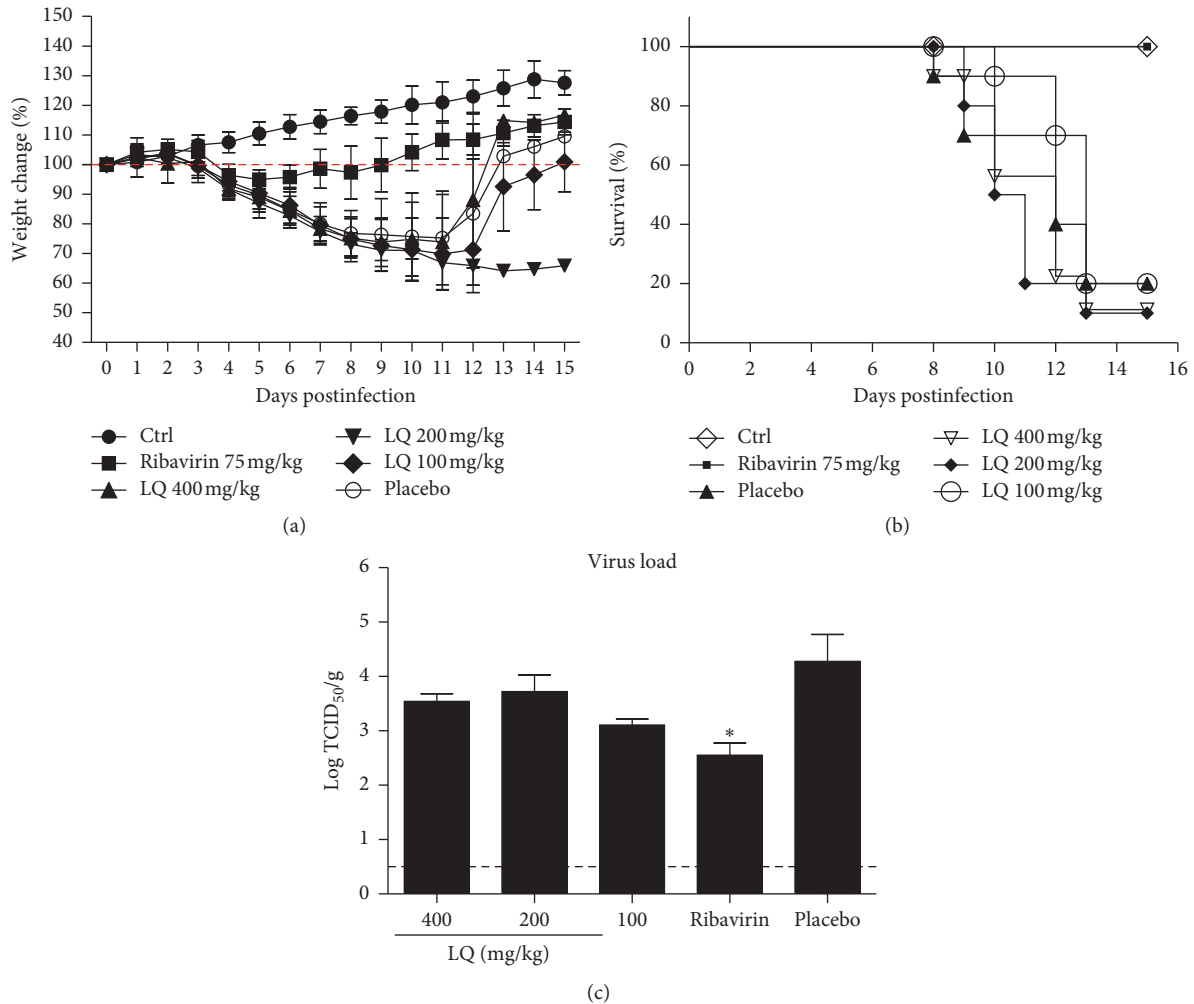 150
140
130
120
110
100
90
80
70
60
50
40
Weight change (%)
0 1 2 3 4 5 6 7 8 9 10 11 12 13 14 15
Days postinfection
Ctrl
Ribavirin 75 mg/kg
LQ 400 mg/kg
LQ 200 mg/kg
LQ 100 mg/kg
Placebo
(a)
100
80
60
40
20
0
Survival (%)
0 2 4 6 8 10 12 14 16
Days postinfection
Ctrl
Ribavirin 75 mg/kg
Placebo
LQ 400 mg/kg
LQ 200 mg/kg
LQ 100 mg/kg
(b)
Virus load
6
5
4
3
2
1
0
Log TCID₅₀/g
*
400 200 100 Ribavirin Placebo
LQ (mg/kg)
(c)